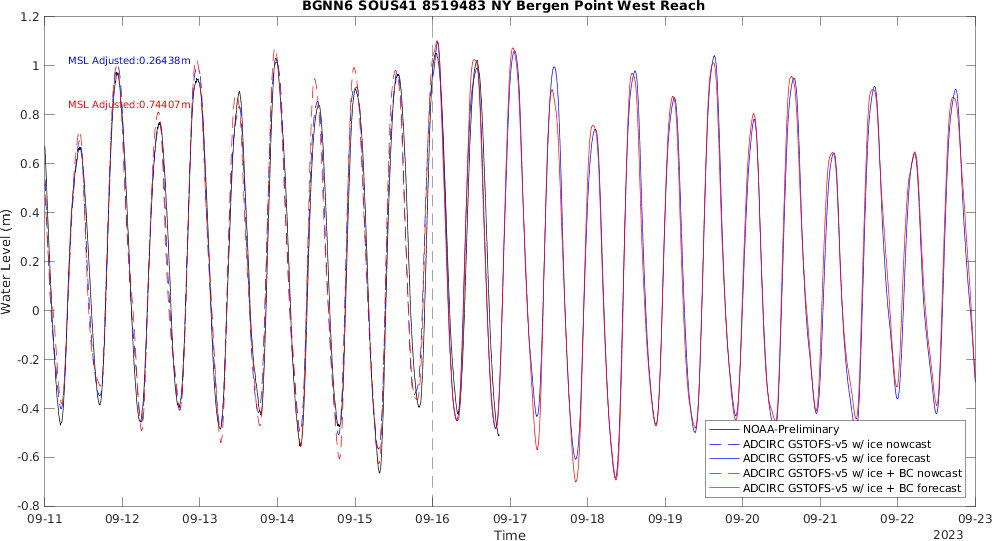 BGNN6 SOUS41 8519483 NY Bergen Point West Reach
1.2
1
0.8
0.6
0.4
0.2
0
-0.2
-0.4
-0.6
-0.8
Water Level (m)
MSL Adjusted:0.26438m
MSL Adjusted:0.74407m
NOAA-Preliminary
ADCIRC GSTOFS-v5 w/ ice nowcast
ADCIRC GSTOFS-v5 w/ ice forecast
ADCIRC GSTOFS-v5 w/ ice + BC nowcast
ADCIRC GSTOFS-v5 w/ ice + BC forecast
09-11 09-12 09-13 09-14 09-15 09-16 09-17 09-18 09-19 09-20 09-21 09-22 09-23
Time
2023